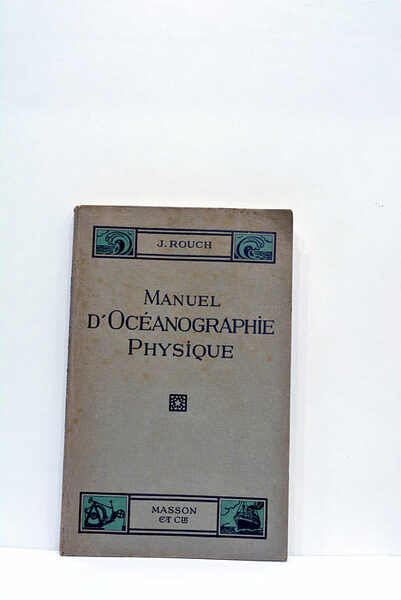 J. ROUCH
MANUEL
D'OCÉANOGRAPHIE
PHYSIQUE
MASSON
ET CIE